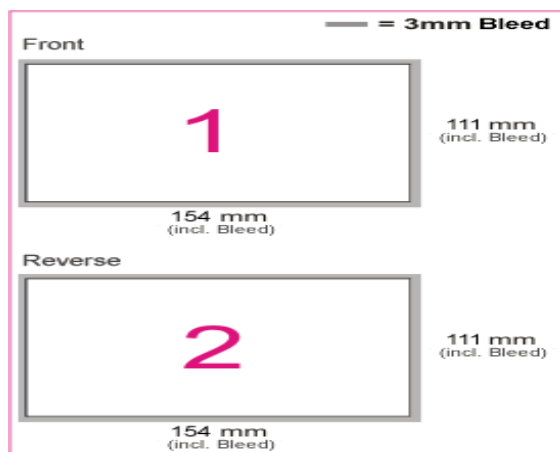 = 3mm Bleed
Front
1
111 mm
(incl. Bleed)
154 mm
(incl. Bleed)
Reverse
2
111 mm
(incl. Bleed)
154 mm
(incl. Bleed)